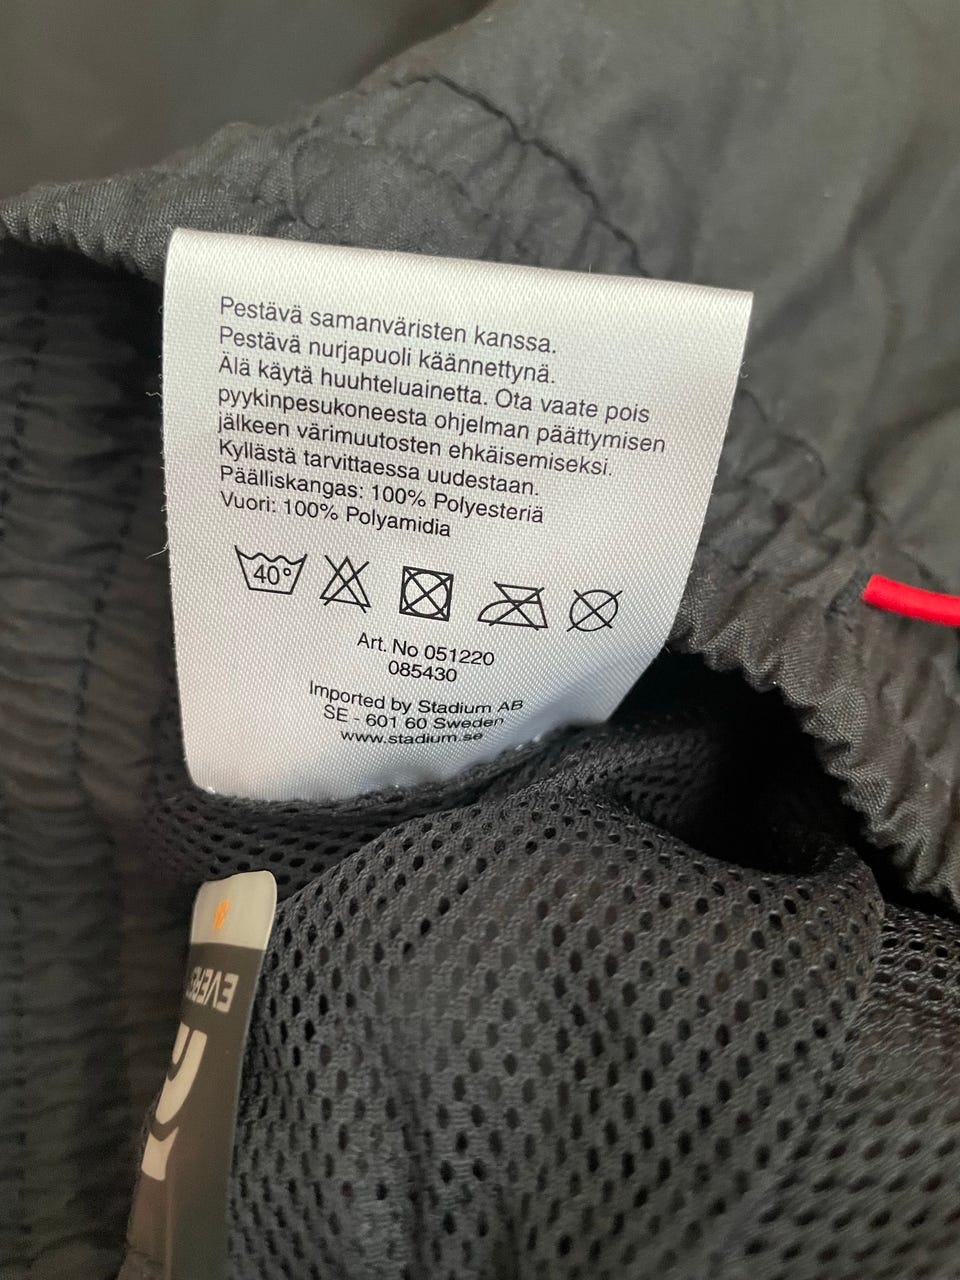 Pestävä samanväristen kanssa.
Pestävä nurjapuoli käännettynä.
Älä käytä huuhteluainetta. Ota vaate pois
pyykinpesukoneesta ohjelman päättymisen
jälkeen värimuutosten ehkäisemiseksi.
Kyllästä tarvittaessa uudestaan.
Päälliskangas: 100% Polyesteriä
Vuori: 100% Polyamidia
40°
Art. No 051220
085430
Imported by Stadium AB
SE - 601 60 Sweden
www.stadium.se